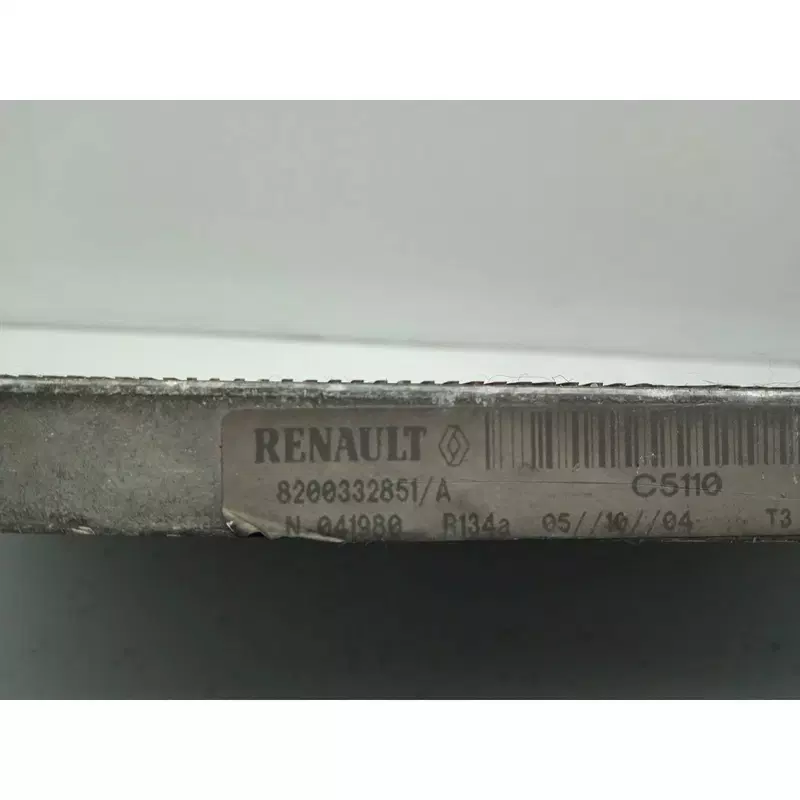 RENAULT
8200332851/A
C5110
N 041980 R134a 05//10//04 T3